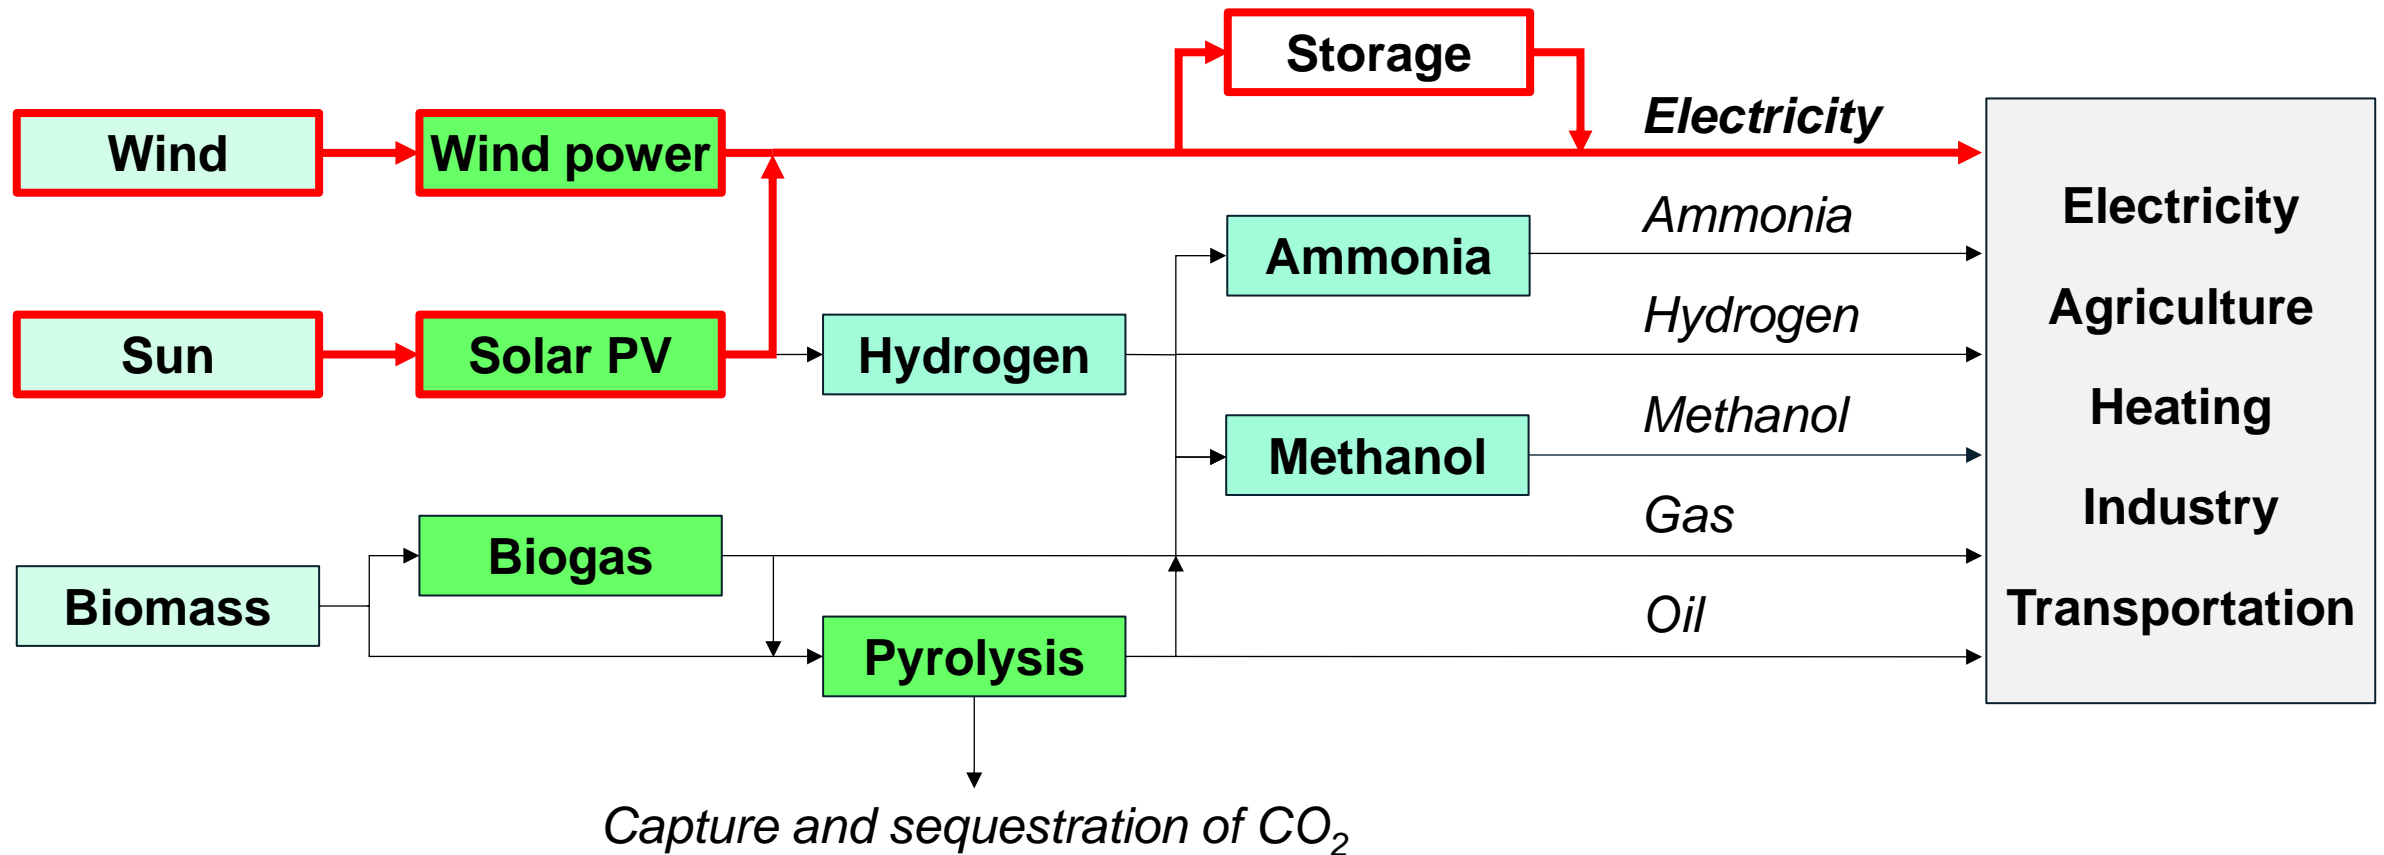 Storage
Electricity
Wind
Wind power
Electricity
Ammonia
Ammonia
Agriculture
Hydrogen
Sun
Solar PV
Hydrogen
Heating
Methanol
Methanol
Industry
Gas
Biogas
Biomass
Transportation
Oil
Pyrolysis
Capture and sequestration of CO₂